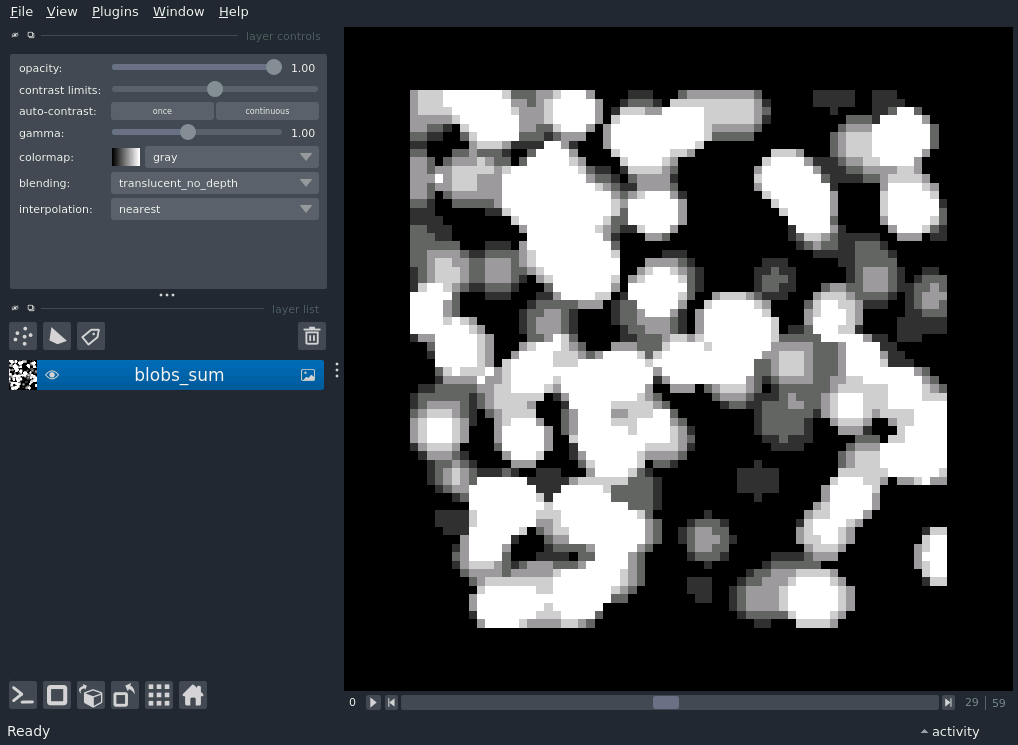 File View Plugins Window Help
layer controls
opacity: 1.00
contrast limits:
auto-contrast: once continuous
gamma: 1.00
colormap: gray
blending: translucent_no_depth
interpolation: nearest
layer list
blobs_sum
0 29 59
Ready activity